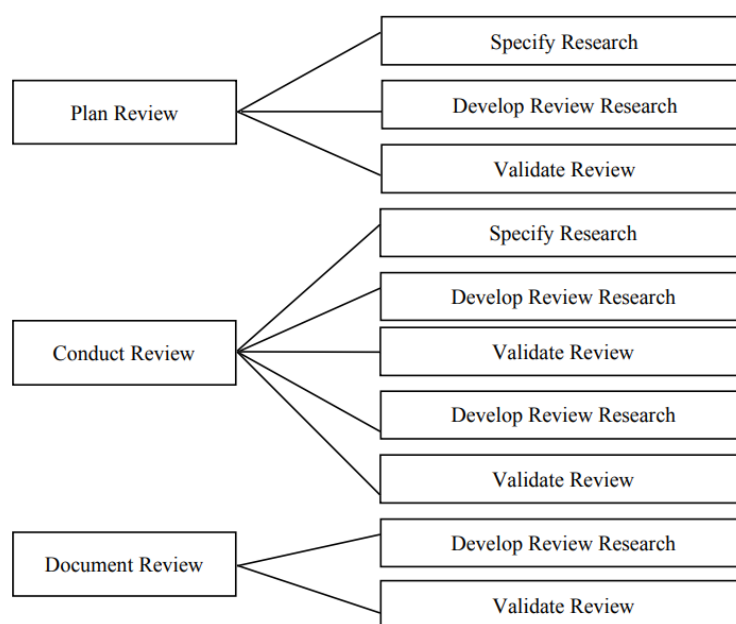 Specify Research
Plan Review
Develop Review Research
Validate Review
Specify Research
Develop Review Research
Conduct Review
Validate Review
Develop Review Research
Validate Review
Document Review
Develop Review Research
Validate Review